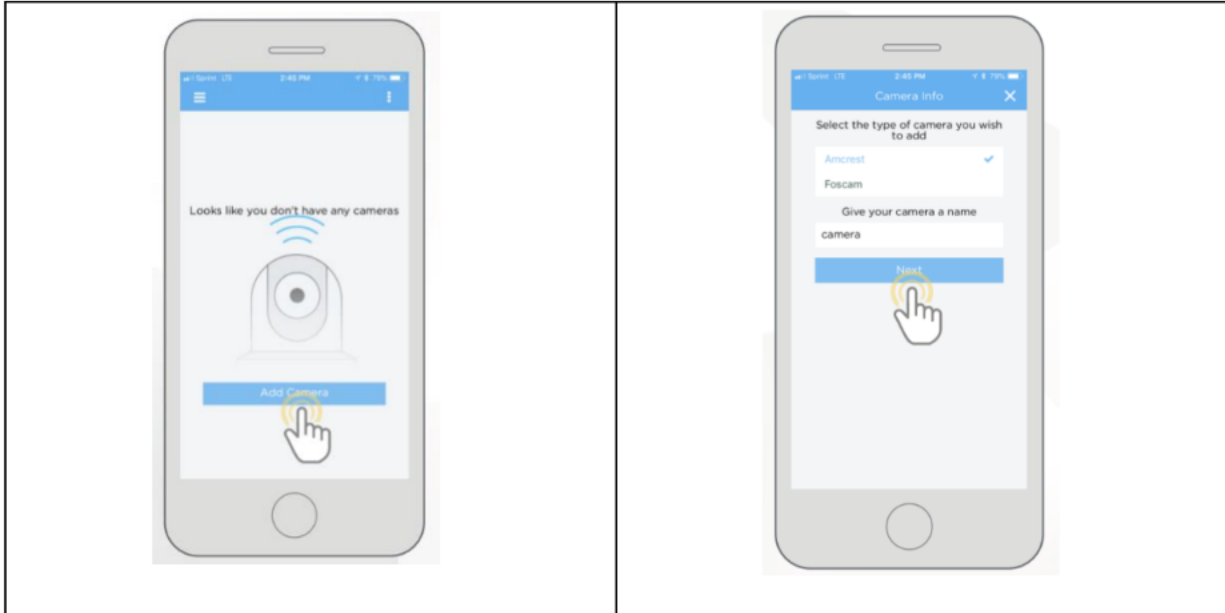 Sprint LTE 2:45 PM 79%
Looks like you don't have any cameras
Add Camera
Sprint LTE 2:45 PM 79%
Camera Info
Select the type of camera you wish
to add
Amcrest
Foscam
Give your camera a name
camera
Next